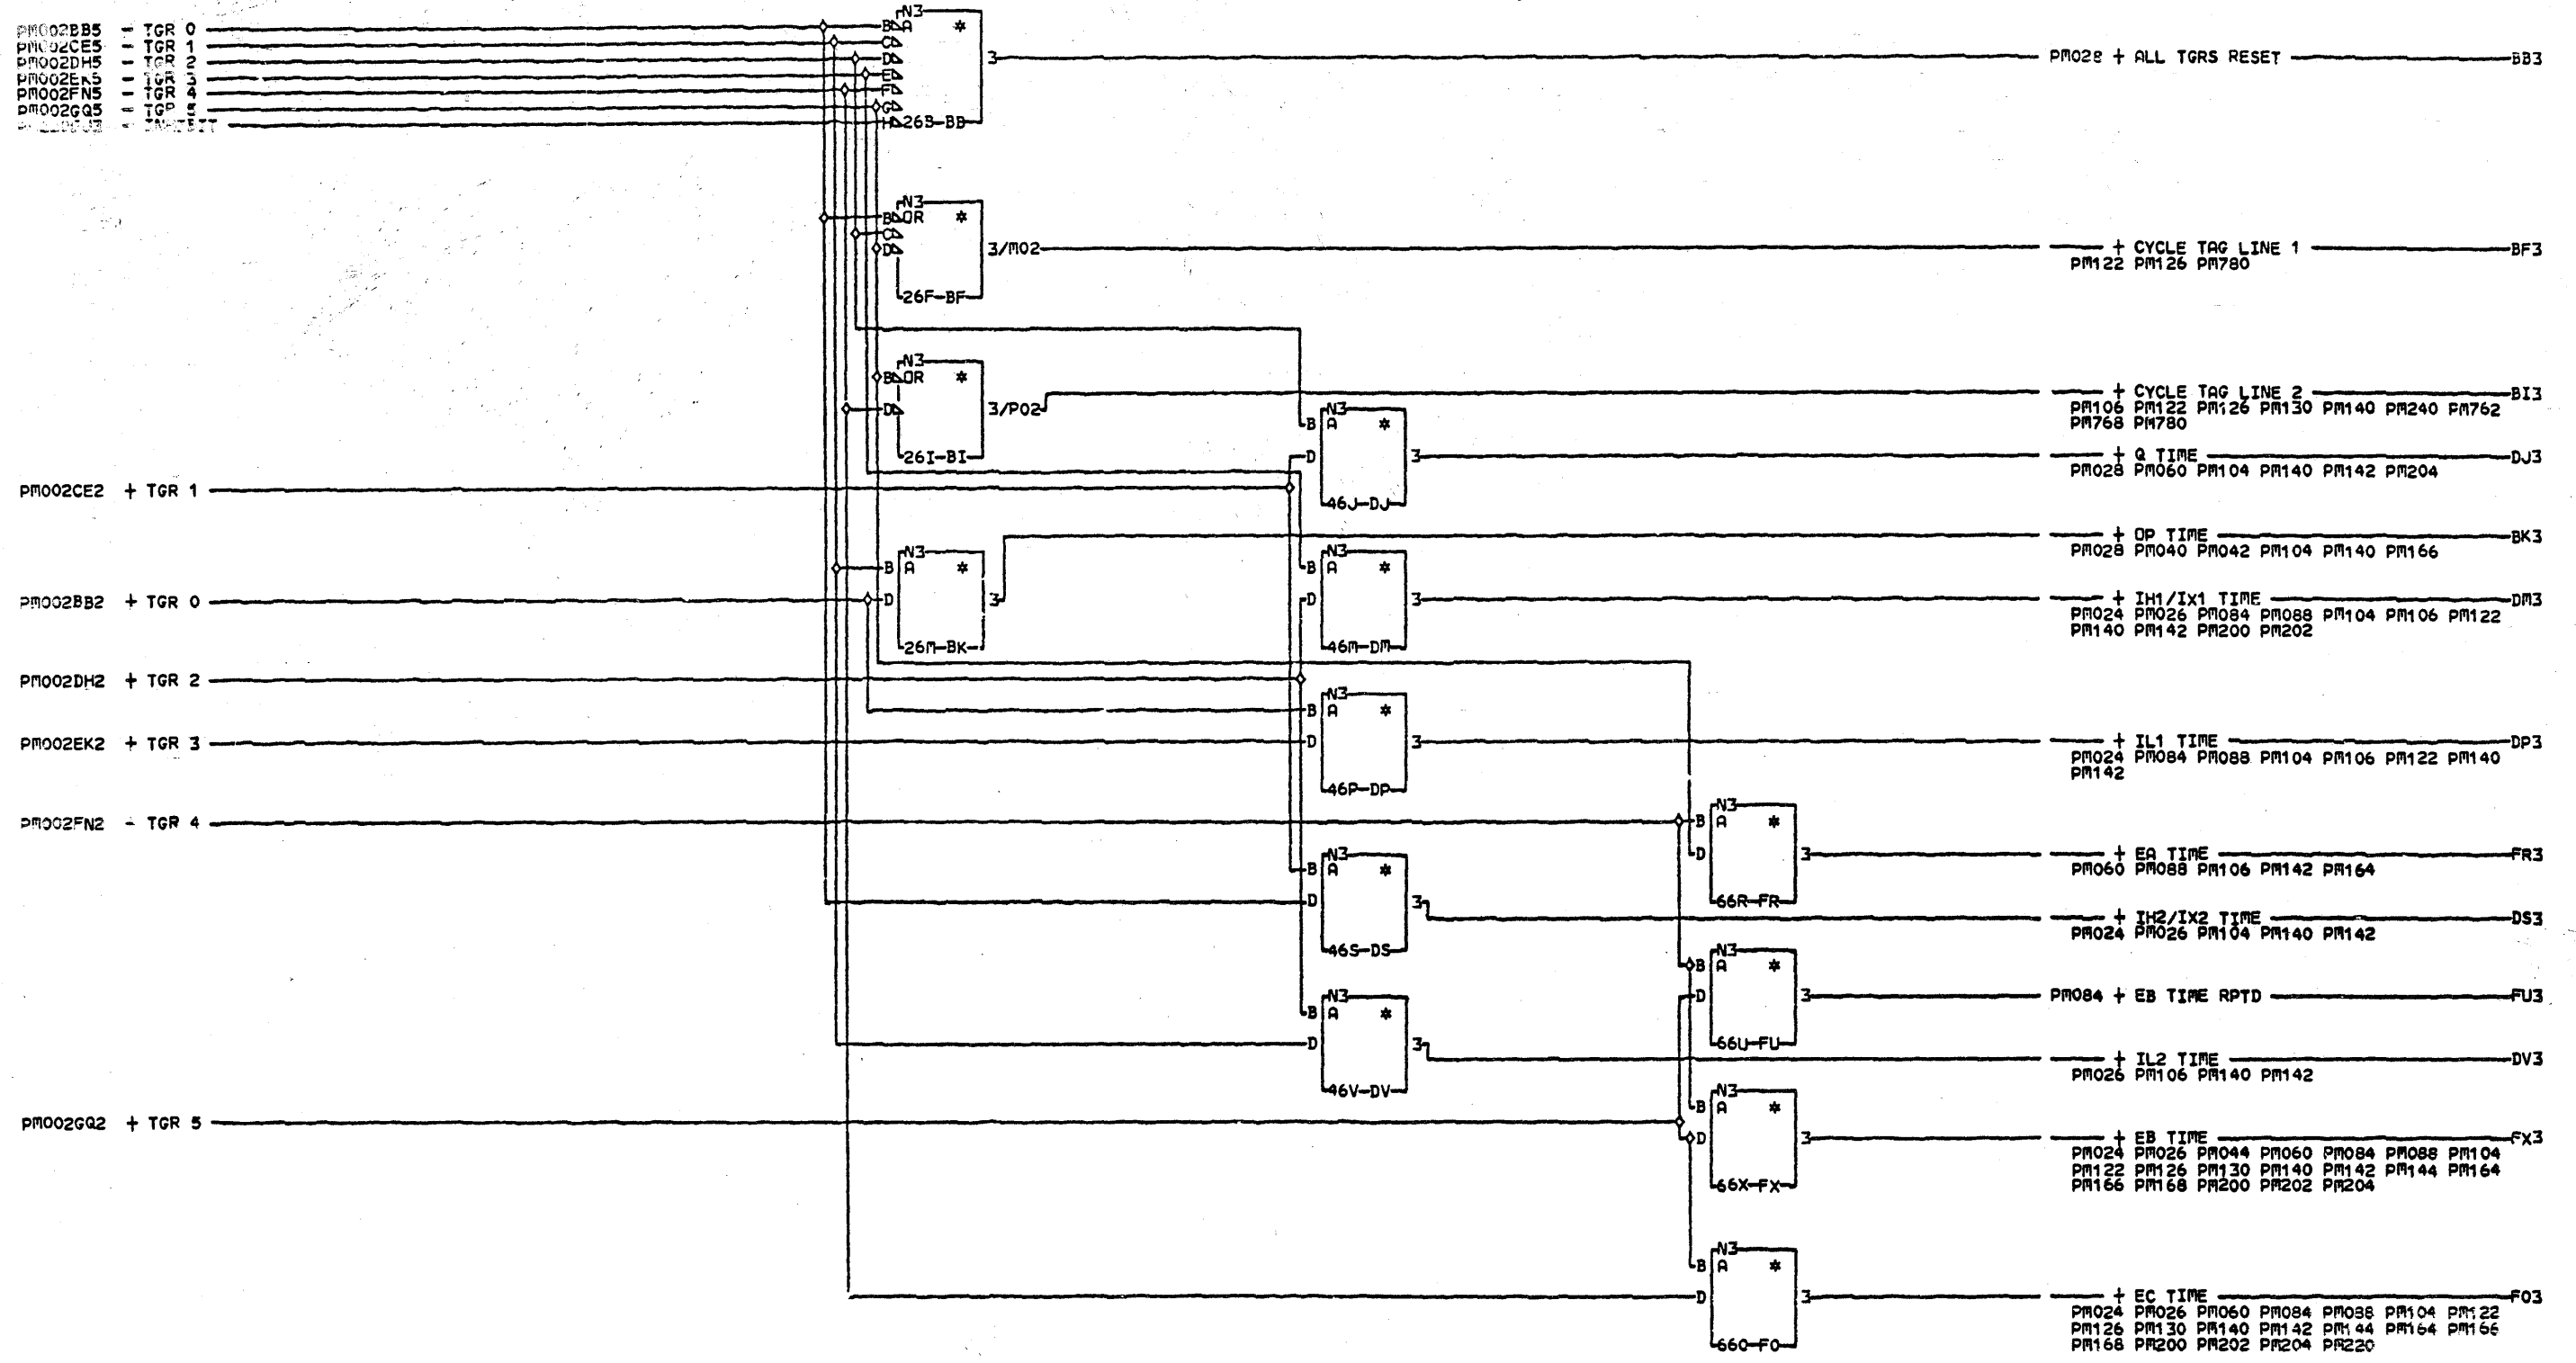 PM002BB5 - TGR 0
PM002CE5 - TGR 1
PM002DH5 - TGR 2
PM002EK5 - TGR 3
PM002FN5 - TGR 4
PM002GQ5 - TGR 5
N3
B A *
C
D
E
F
G
H 26B-BB
3
PM028 + ALL TGRS RESET BB3
N3
B OR *
C
D
26F-BF
3/M02
+ CYCLE TAG LINE 1 BF3
PM122 PM126 PM780
N3
B OR *
D
26I-BI
3/P02
+ CYCLE TAG LINE 2 BI3
PM106 PM122 PM126 PM130 PM140 PM240 PM762
PM768 PM780
N3
B A *
D 3
46J-DJ
+ Q TIME DJ3
PM028 PM060 PM104 PM140 PM142 PM204
PM002CE2 + TGR 1
N3
B A *
D 3
26M-BK
+ OP TIME BK3
PM028 PM040 PM042 PM104 PM140 PM166
PM002BB2 + TGR 0
N3
B A *
D 3
46M-DM
+ IH1/IX1 TIME DM3
PM024 PM026 PM084 PM088 PM104 PM106 PM122
PM140 PM142 PM200 PM202
PM002DH2 + TGR 2
N3
B A *
D 3
46P-DP
PM002EK2 + TGR 3
+ IL1 TIME DP3
PM024 PM084 PM088 PM104 PM106 PM122 PM140
PM142
PM002FN2 - TGR 4
N3
B A *
D 3
66R-FR
+ EA TIME FR3
PM060 PM088 PM106 PM142 PM164
N3
B A *
D 3
46S-DS
+ IH2/IX2 TIME DS3
PM024 PM026 PM104 PM140 PM142
N3
B A *
D 3
66U-FU
PM084 + EB TIME RPTD FU3
N3
B A *
D 3
46V-DV
+ IL2 TIME DV3
PM026 PM106 PM140 PM142
PM002GQ2 + TGR 5
N3
B A *
D 3
66X-FX
+ EB TIME FX3
PM024 PM026 PM044 PM060 PM084 PM088 PM104
PM122 PM126 PM130 PM140 PM142 PM144 PM164
PM166 PM168 PM200 PM202 PM204
N3
B A *
D 3
660-F0
+ EC TIME F03
PM024 PM026 PM060 PM084 PM088 PM104 PM122
PM126 PM130 PM140 PM142 PM144 PM164 PM166
PM168 PM200 PM202 PM204 PM220